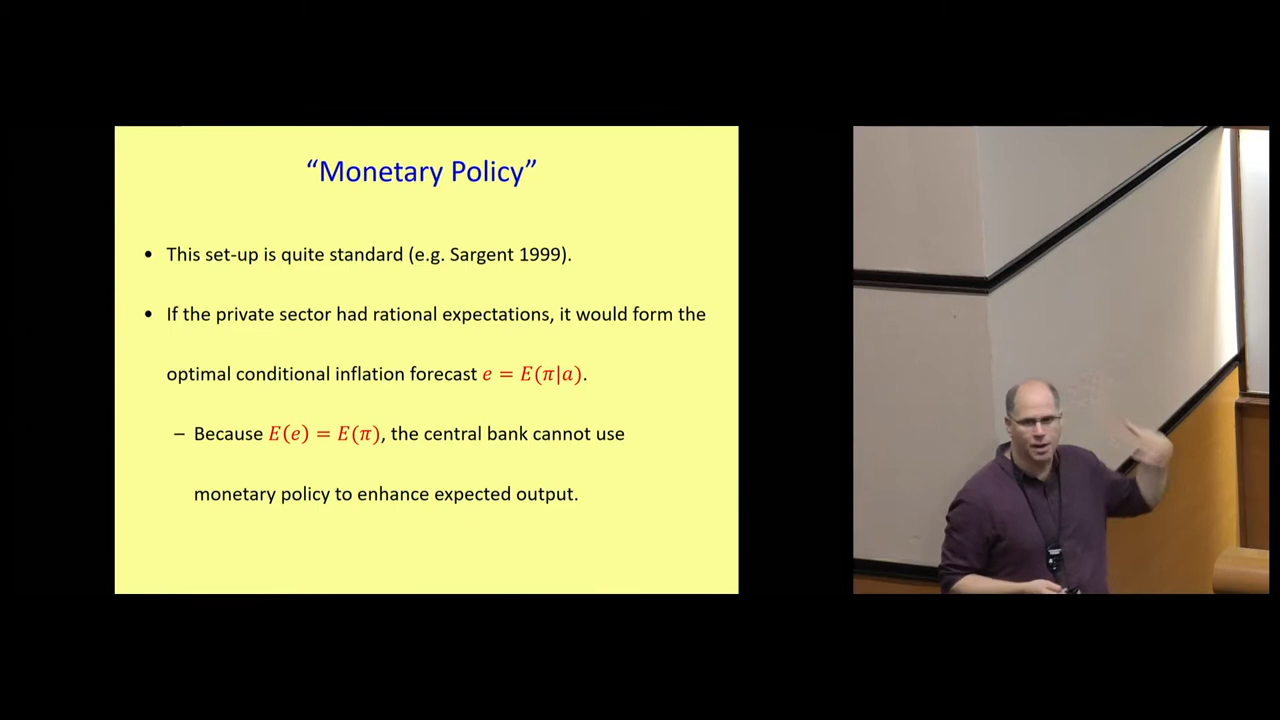 “Monetary Policy”
• This set-up is quite standard (e.g. Sargent 1999).
• If the private sector had rational expectations, it would form the
optimal conditional inflation forecast e = E(π|a).
– Because E(e) = E(π), the central bank cannot use
monetary policy to enhance expected output.